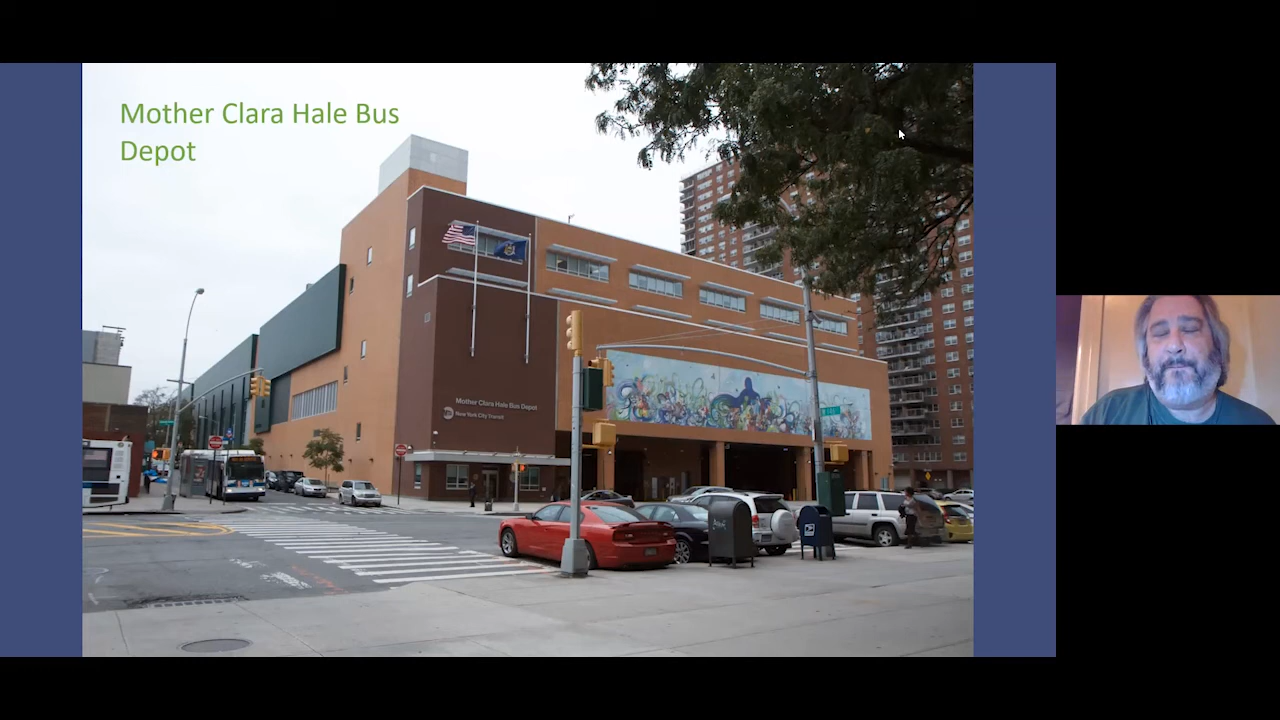 Mother Clara Hale Bus
Depot
Mother Clara Hale Bus Depot
New York City Transit